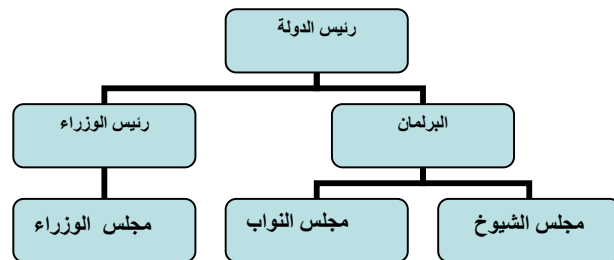 رئيس الدولة
البرلمان
رئيس الوزراء
مجلس الشيوخ
مجلس النواب
مجلس الوزراء